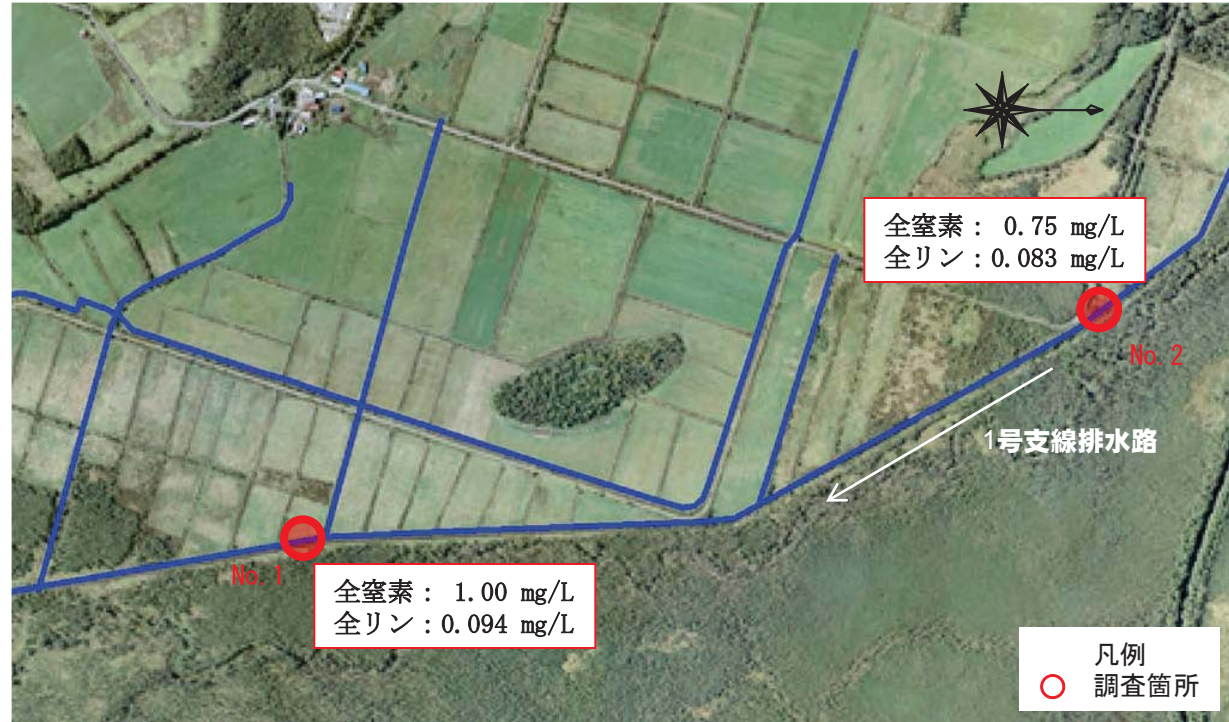 全窒素： 0.75 mg/L
全リン：0.083 mg/L
No.2
1号支線排水路
No.1
全窒素： 1.00 mg/L
全リン：0.094 mg/L
凡例
調査箇所